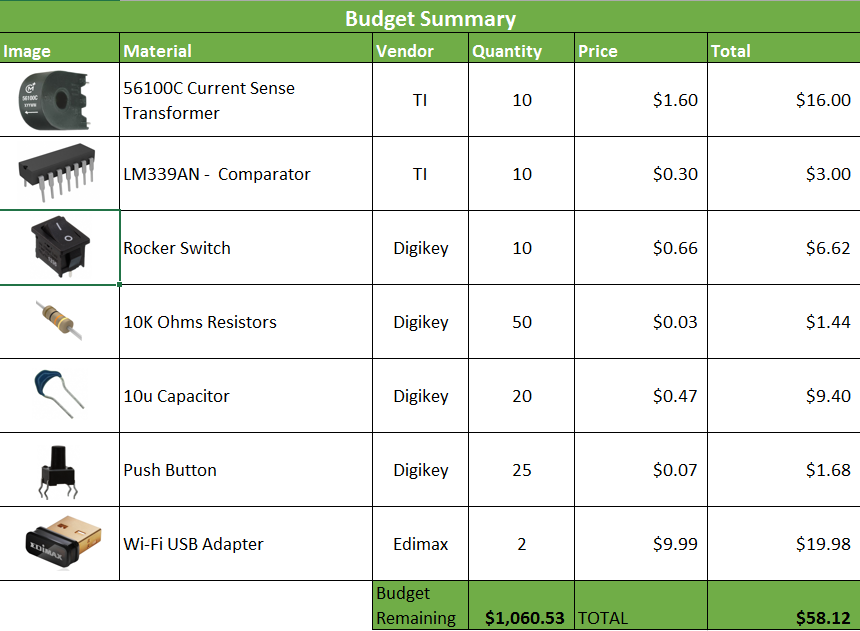 Budget Summary
Image Material Vendor Quantity Price Total
56100C Current Sense
Transformer TI 10 $1.60 $16.00
LM339AN - Comparator TI 10 $0.30 $3.00
Rocker Switch Digikey 10 $0.66 $6.62
10K Ohms Resistors Digikey 50 $0.03 $1.44
10u Capacitor Digikey 20 $0.47 $9.40
Push Button Digikey 25 $0.07 $1.68
EDIMAX
Wi-Fi USB Adapter Edimax 2 $9.99 $19.98
Budget
Remaining $1,060.53 TOTAL $58.12